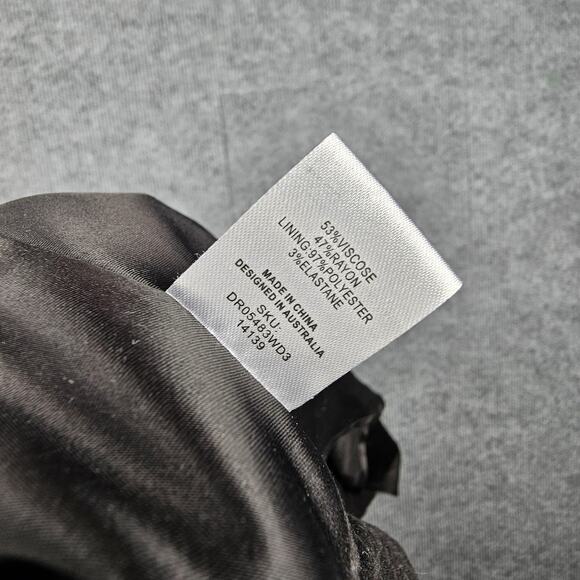 53%VISCOSE
47%RAYON
LINING:97%POLYESTER
3%ELASTANE
MADE IN CHINA
DESIGNED IN AUSTRALIA
SKU:
DR05483WD3
14139